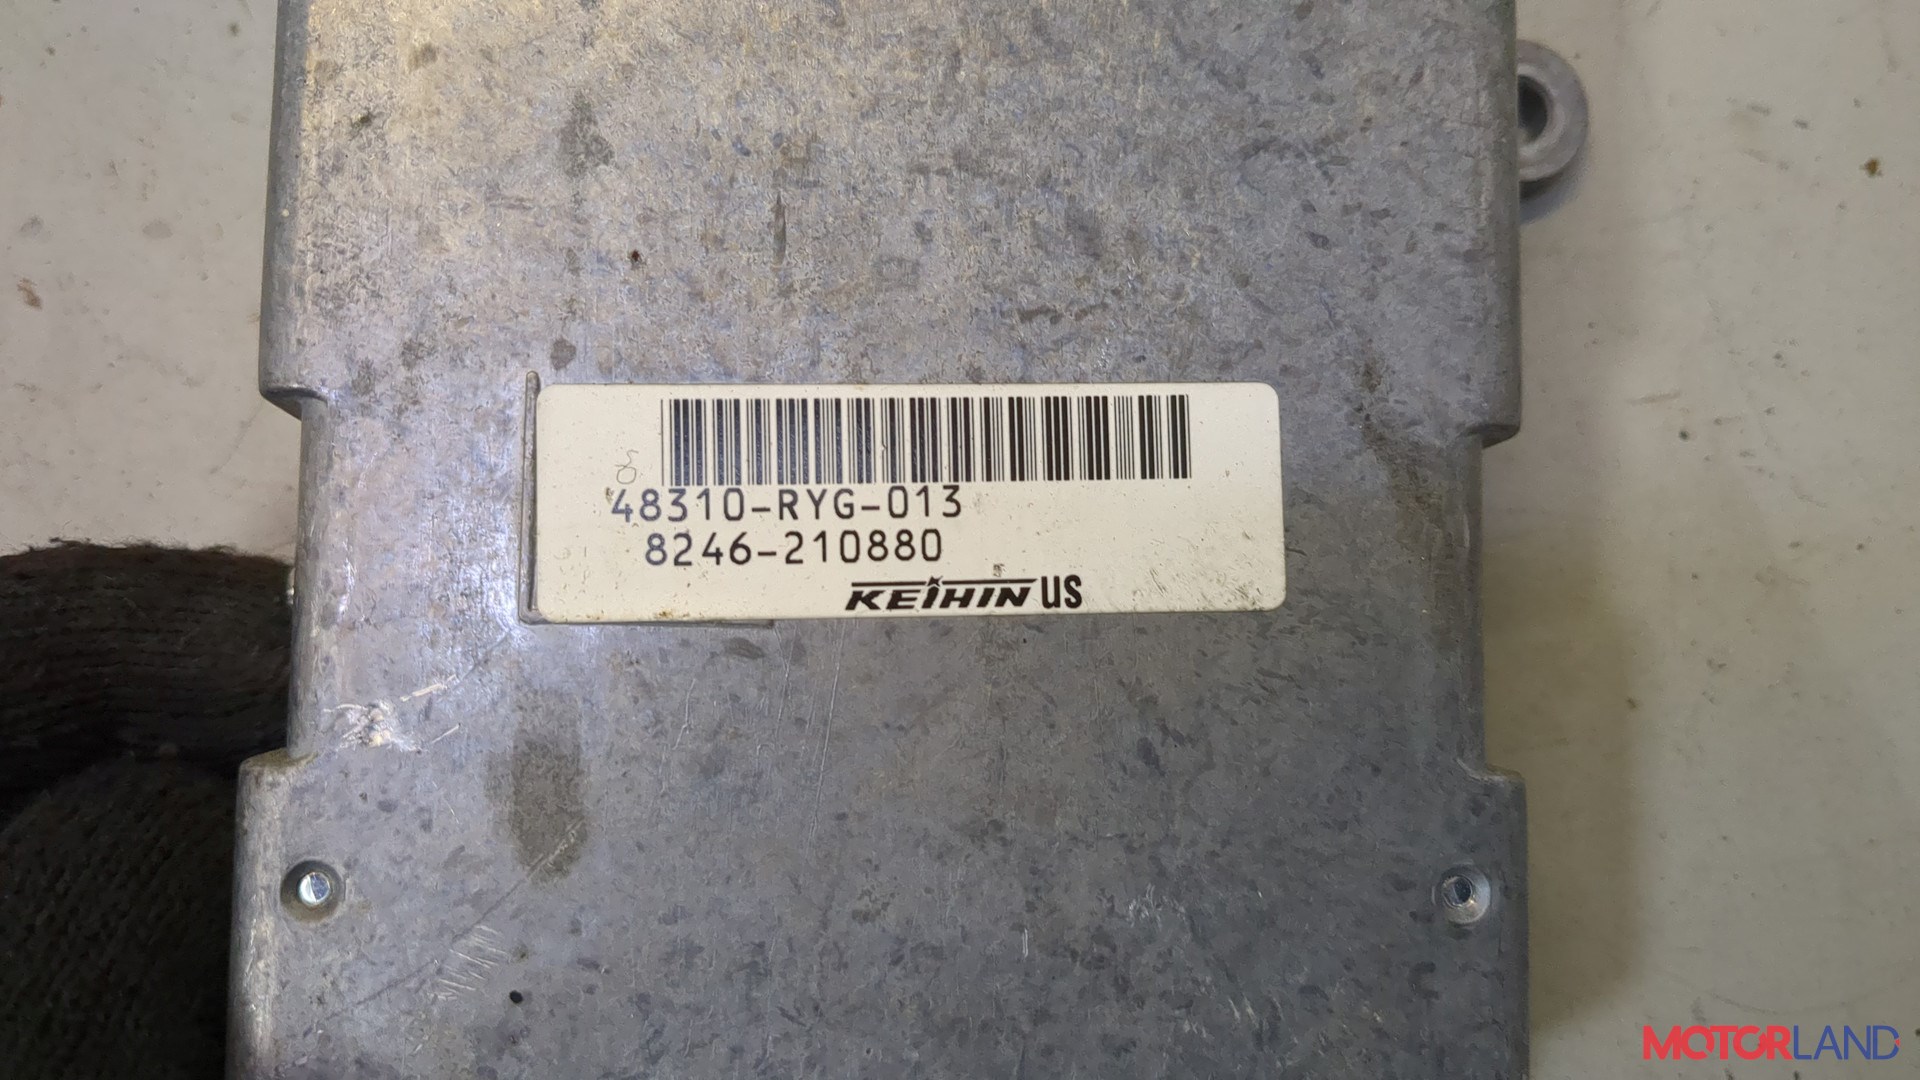 48310-RYG-013
8246-210880
KEIHIN US
MOTORLAND